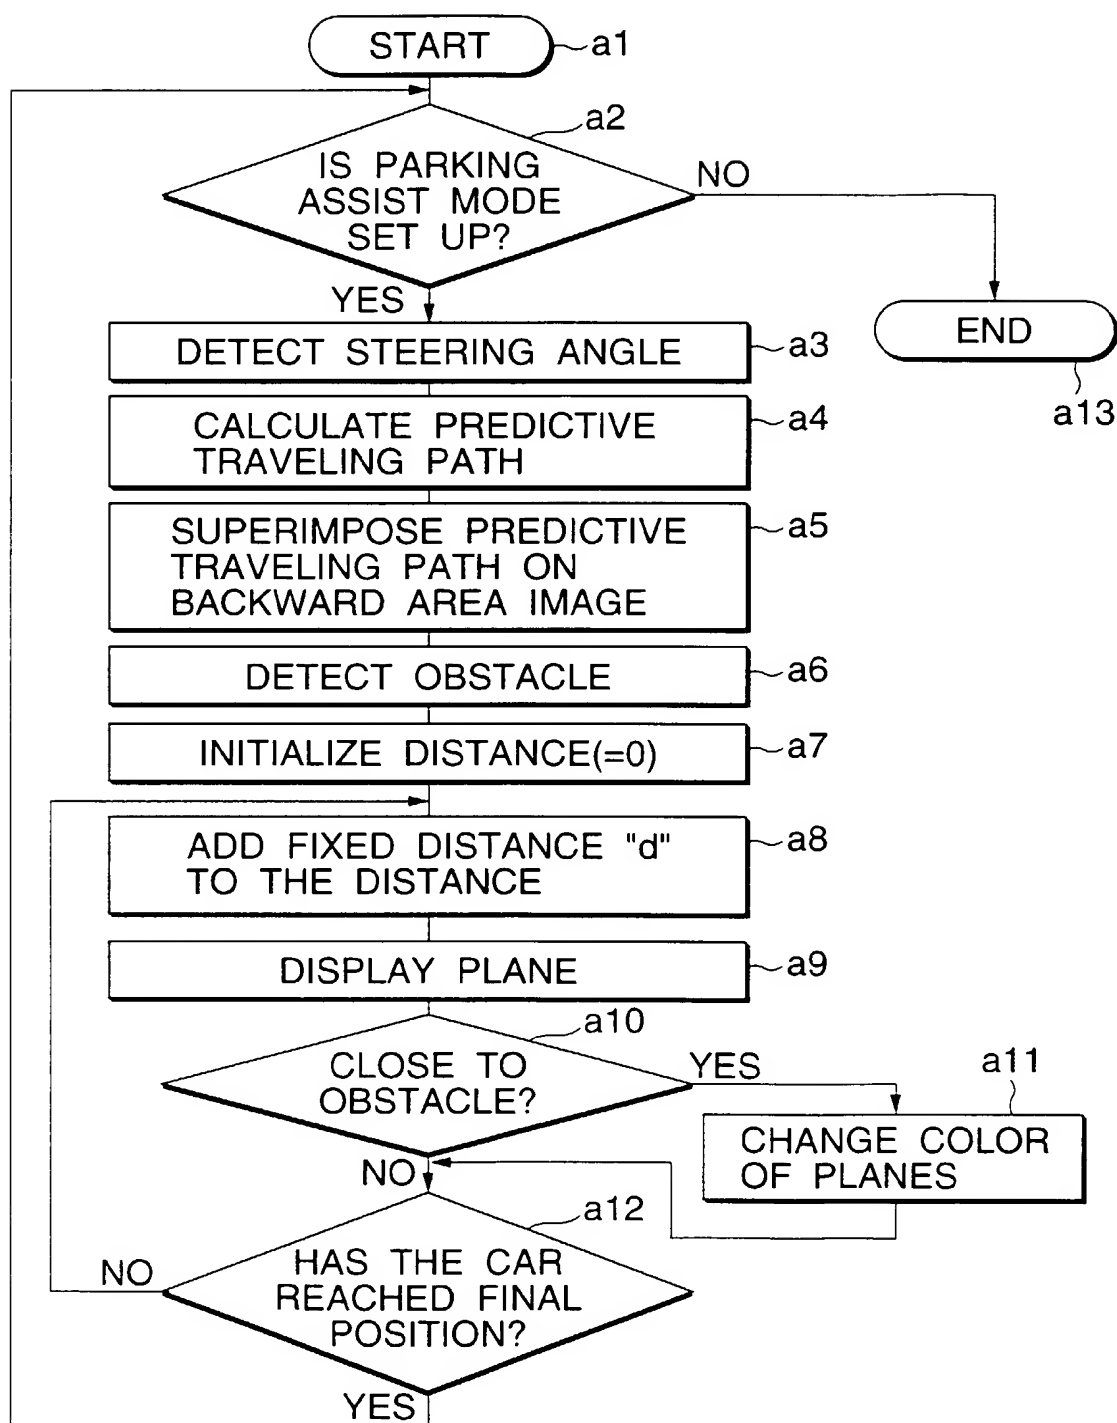 START
a1
a2
IS PARKING
ASSIST MODE
SET UP?
NO
YES
END
a13
DETECT STEERING ANGLE
a3
CALCULATE PREDICTIVE
TRAVELING PATH
a4
SUPERIMPOSE PREDICTIVE
TRAVELING PATH ON
BACKWARD AREA IMAGE
a5
DETECT OBSTACLE
a6
INITIALIZE DISTANCE(=0)
a7
ADD FIXED DISTANCE "d"
TO THE DISTANCE
a8
DISPLAY PLANE
a9
a10
CLOSE TO
OBSTACLE?
YES
a11
CHANGE COLOR
OF PLANES
NO
a12
HAS THE CAR
REACHED FINAL
POSITION?
NO
YES